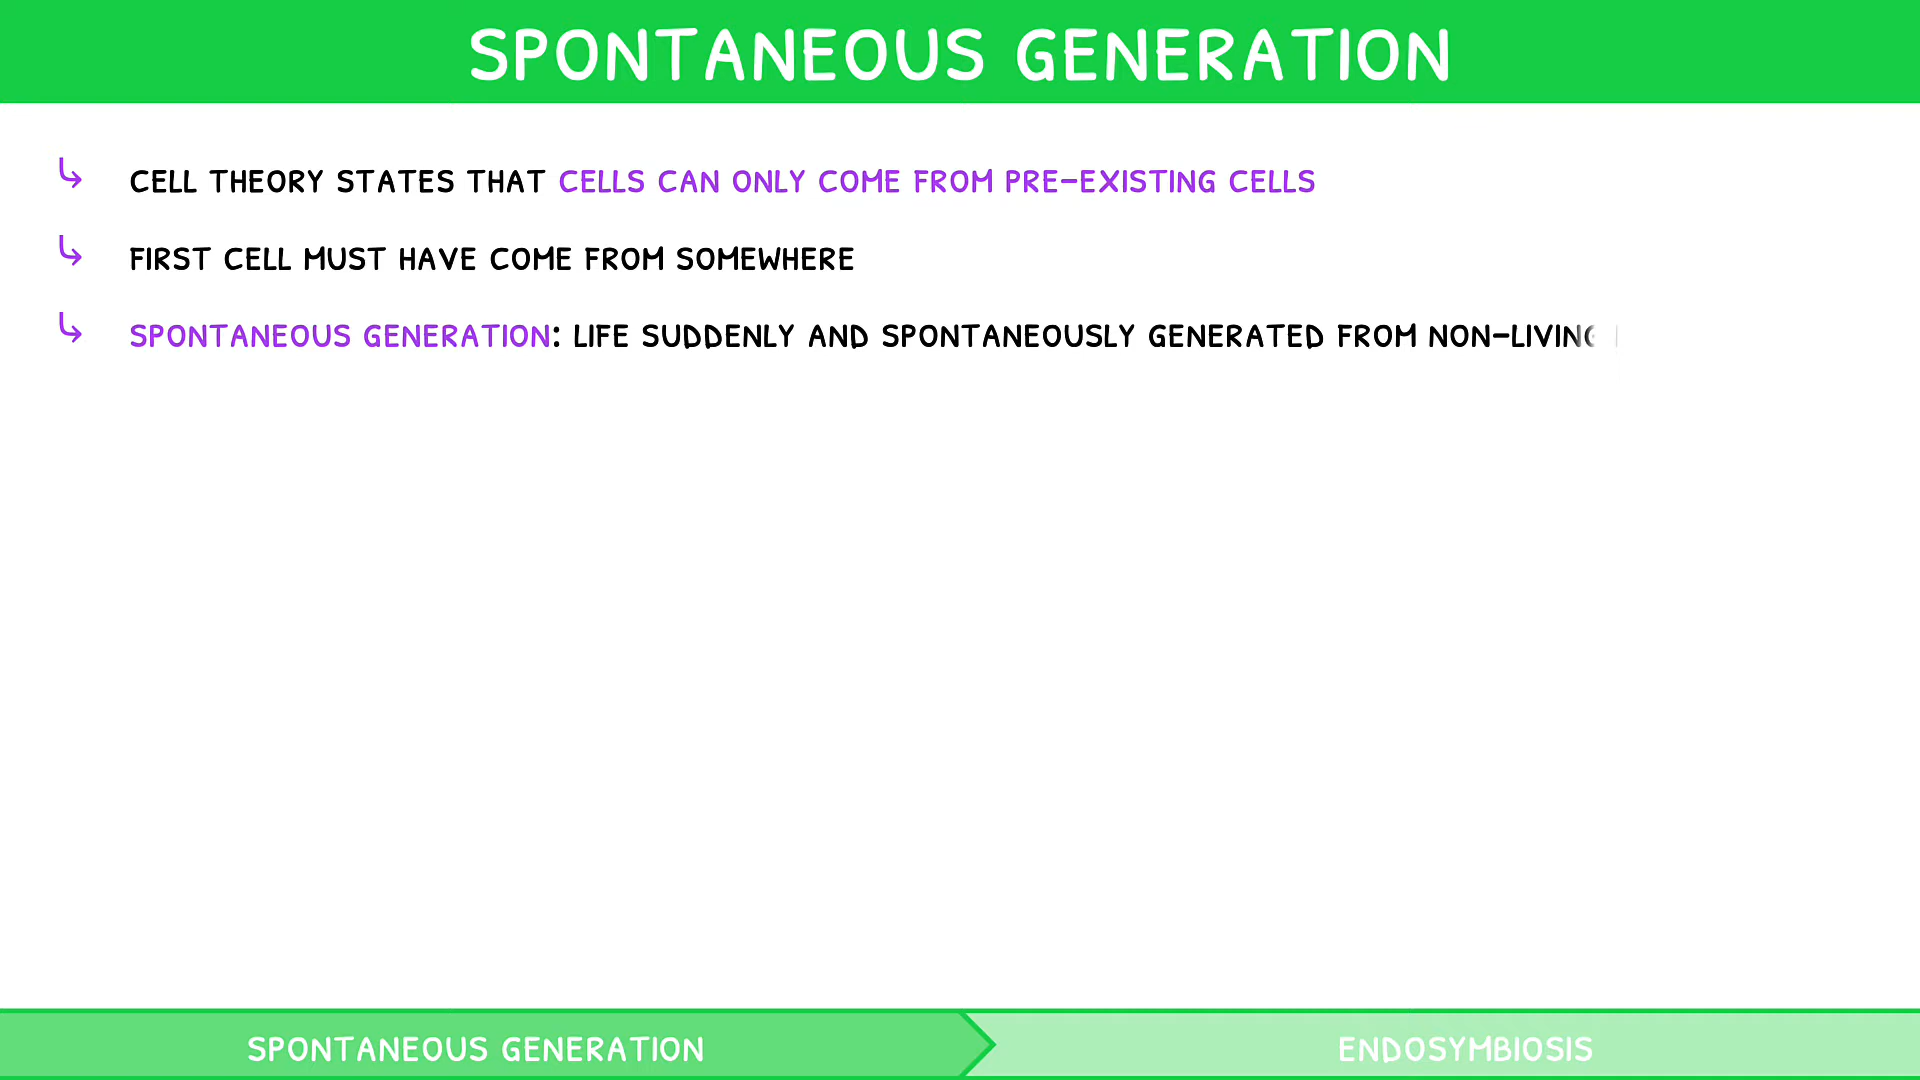 SPONTANEOUS GENERATION
CELL THEORY STATES THAT CELLS CAN ONLY COME FROM PRE-EXISTING CELLS
FIRST CELL MUST HAVE COME FROM SOMEWHERE
SPONTANEOUS GENERATION: LIFE SUDDENLY AND SPONTANEOUSLY GENERATED FROM NON-LIVING
SPONTANEOUS GENERATION
ENDOSYMBIOSIS